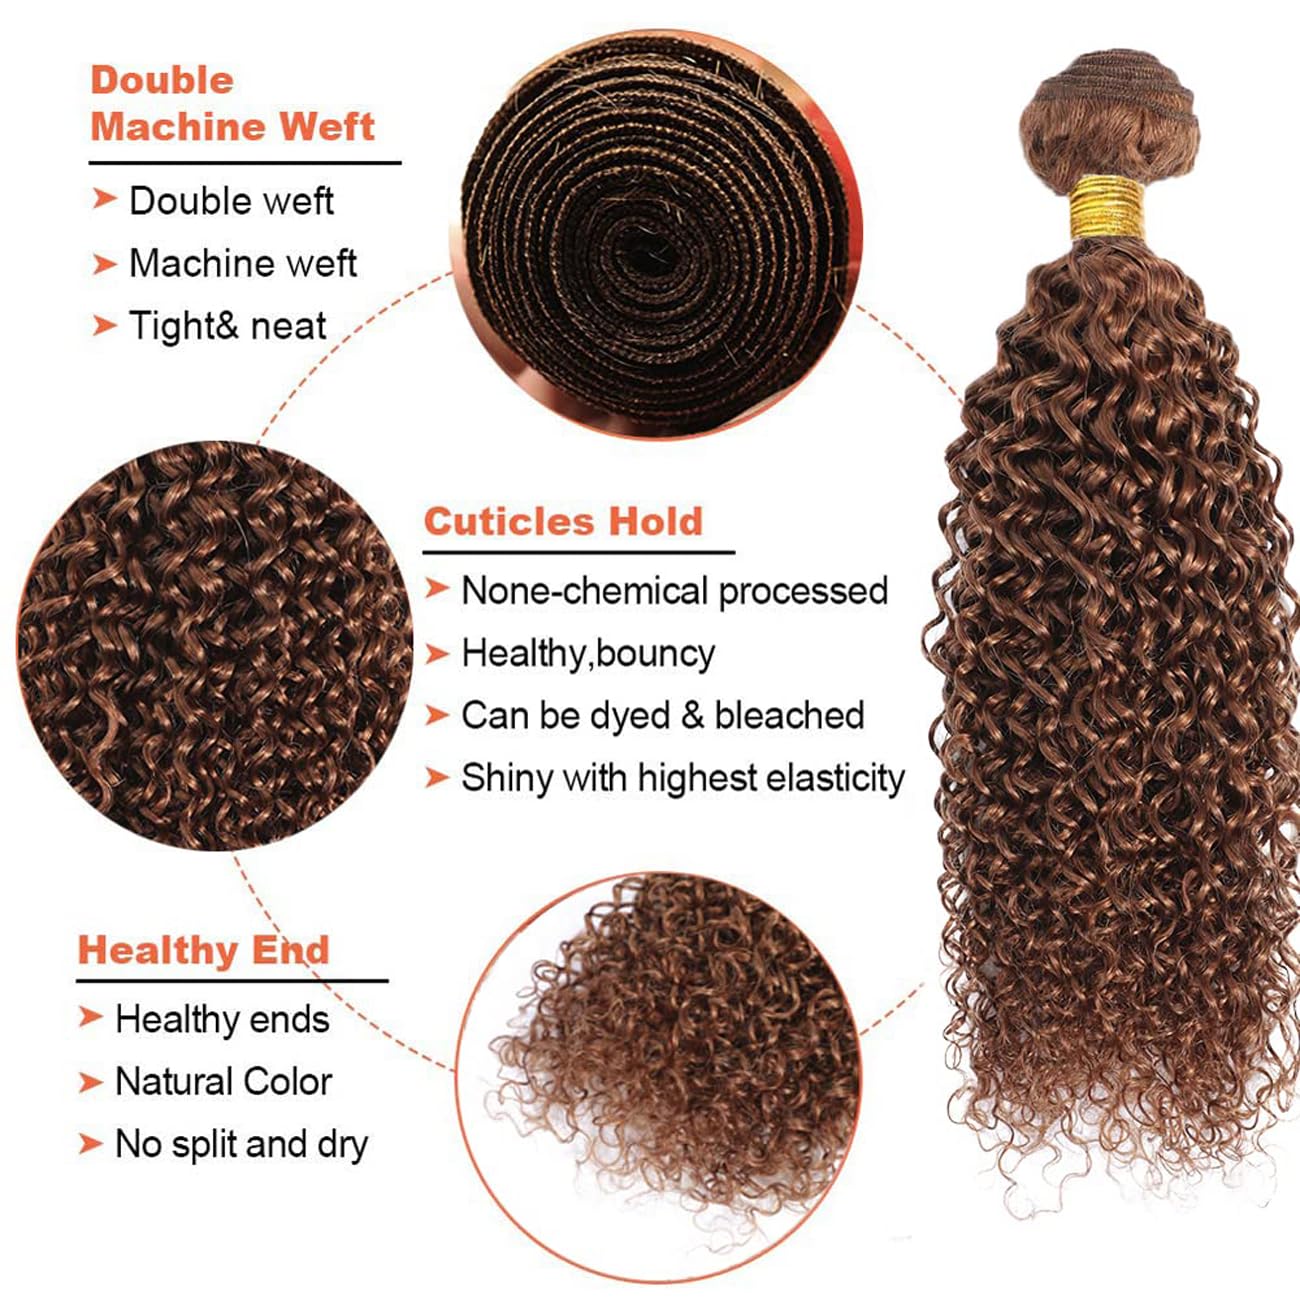 Double
Machine Weft
Double weft
Machine weft
Tight& neat
Cuticles Hold
None-chemical processed
Healthy,bouncy
Can be dyed & bleached
Shiny with highest elasticity
Healthy End
Healthy ends
Natural Color
No split and dry